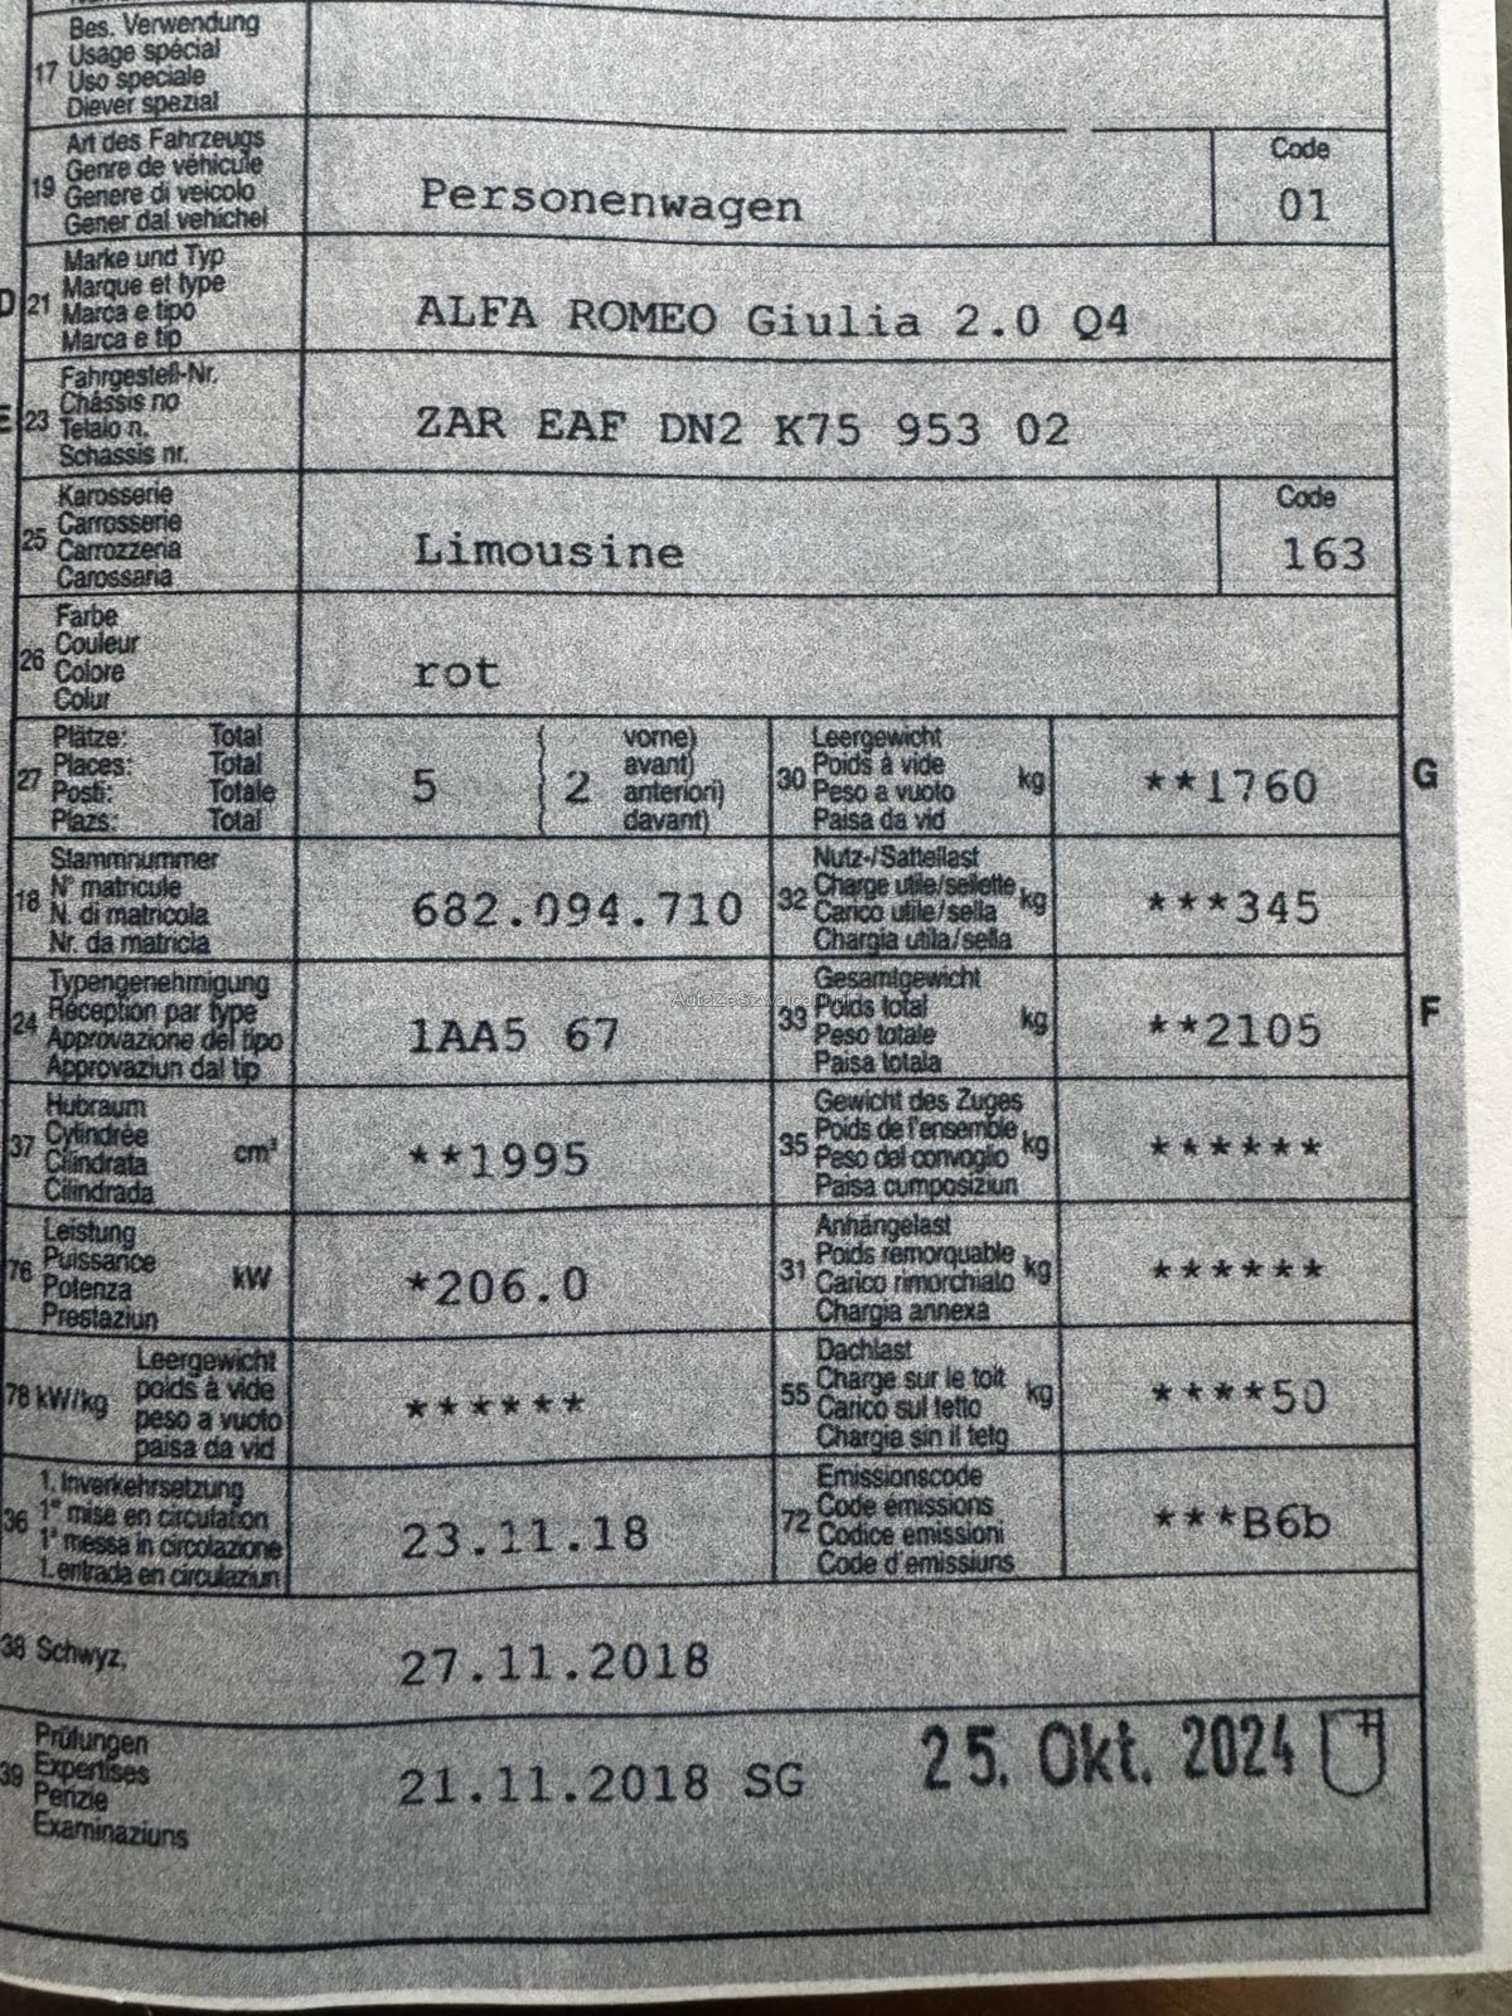 17 Bes. Verwendung
Usage spécial
Uso speciale
Diever spezial
19 Art des Fahrzeugs
Genre de véhicule
Genere di veicolo
Gener dal vehichel
Personenwagen
Code
01
D 21 Marke und Typ
Marque et type
Marca e tipo
Marca e tip
ALFA ROMEO Giulia 2.0 Q4
E 23 Fahrgestell-Nr.
Châssis no
Telaio n.
Schassis nr.
ZAR EAF DN2 K75 953 02
25 Karosserie
Carrosserie
Carrozzeria
Carossaria
Limousine
Code
163
26 Farbe
Couleur
Colore
Colur
rot
27 Plätze: Total
Places: Total
Posti: Totale
Plazs: Total
5 { 2 vorne)
avant)
anteriori)
davant)
30 Leergewicht
Poids à vide
Peso a vuoto
Paisa da vid
kg
**1760
G
18 Stammnummer
N° matricule
N. di matricola
Nr. da matricla
682.094.710
32 Nutz-/Sattellast
Charge utile/sellette
Carico utile/sella
Chargia utila/sella
kg
***345
24 Typengenehmigung
Réception par type
Approvazione del tipo
Approvaziun dal tip
1AA5 67
AutoZeSzwajcarii.pl
33 Gesamtgewicht
Poids total
Peso totale
Paisa totala
kg
**2105
F
37 Hubraum
Cylindrée
Cilindrata
Cilindrada
cm³
**1995
35 Gewicht des Zuges
Poids de l'ensemble
Peso del convoglio
Paisa cumposiziun
kg
******
76 Leistung
Puissance
Potenza
Prestaziun
kW
*206.0
31 Anhängelast
Poids remorquable
Carico rimorchiato
Chargia annexa
kg
******
78 kW/kg Leergewicht
poids à vide
peso a vuoto
paisa da vid
******
55 Dachlast
Charge sur le toit
Carico sul tetto
Chargia sin il tetg
kg
****50
36 1. Inverkehrsetzung
1re mise en circulation
1a messa in circolazione
1. entrada en circulaziun
23.11.18
72 Emissionscode
Code émissions
Codice emissioni
Code d'emissiuns
***B6b
38 Schwyz,
27.11.2018
39 Prüfungen
Expertises
Perizie
Examinaziuns
21.11.2018 SG
25. Okt. 2024